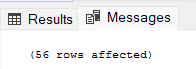 Results Messages
(56 rows affected)